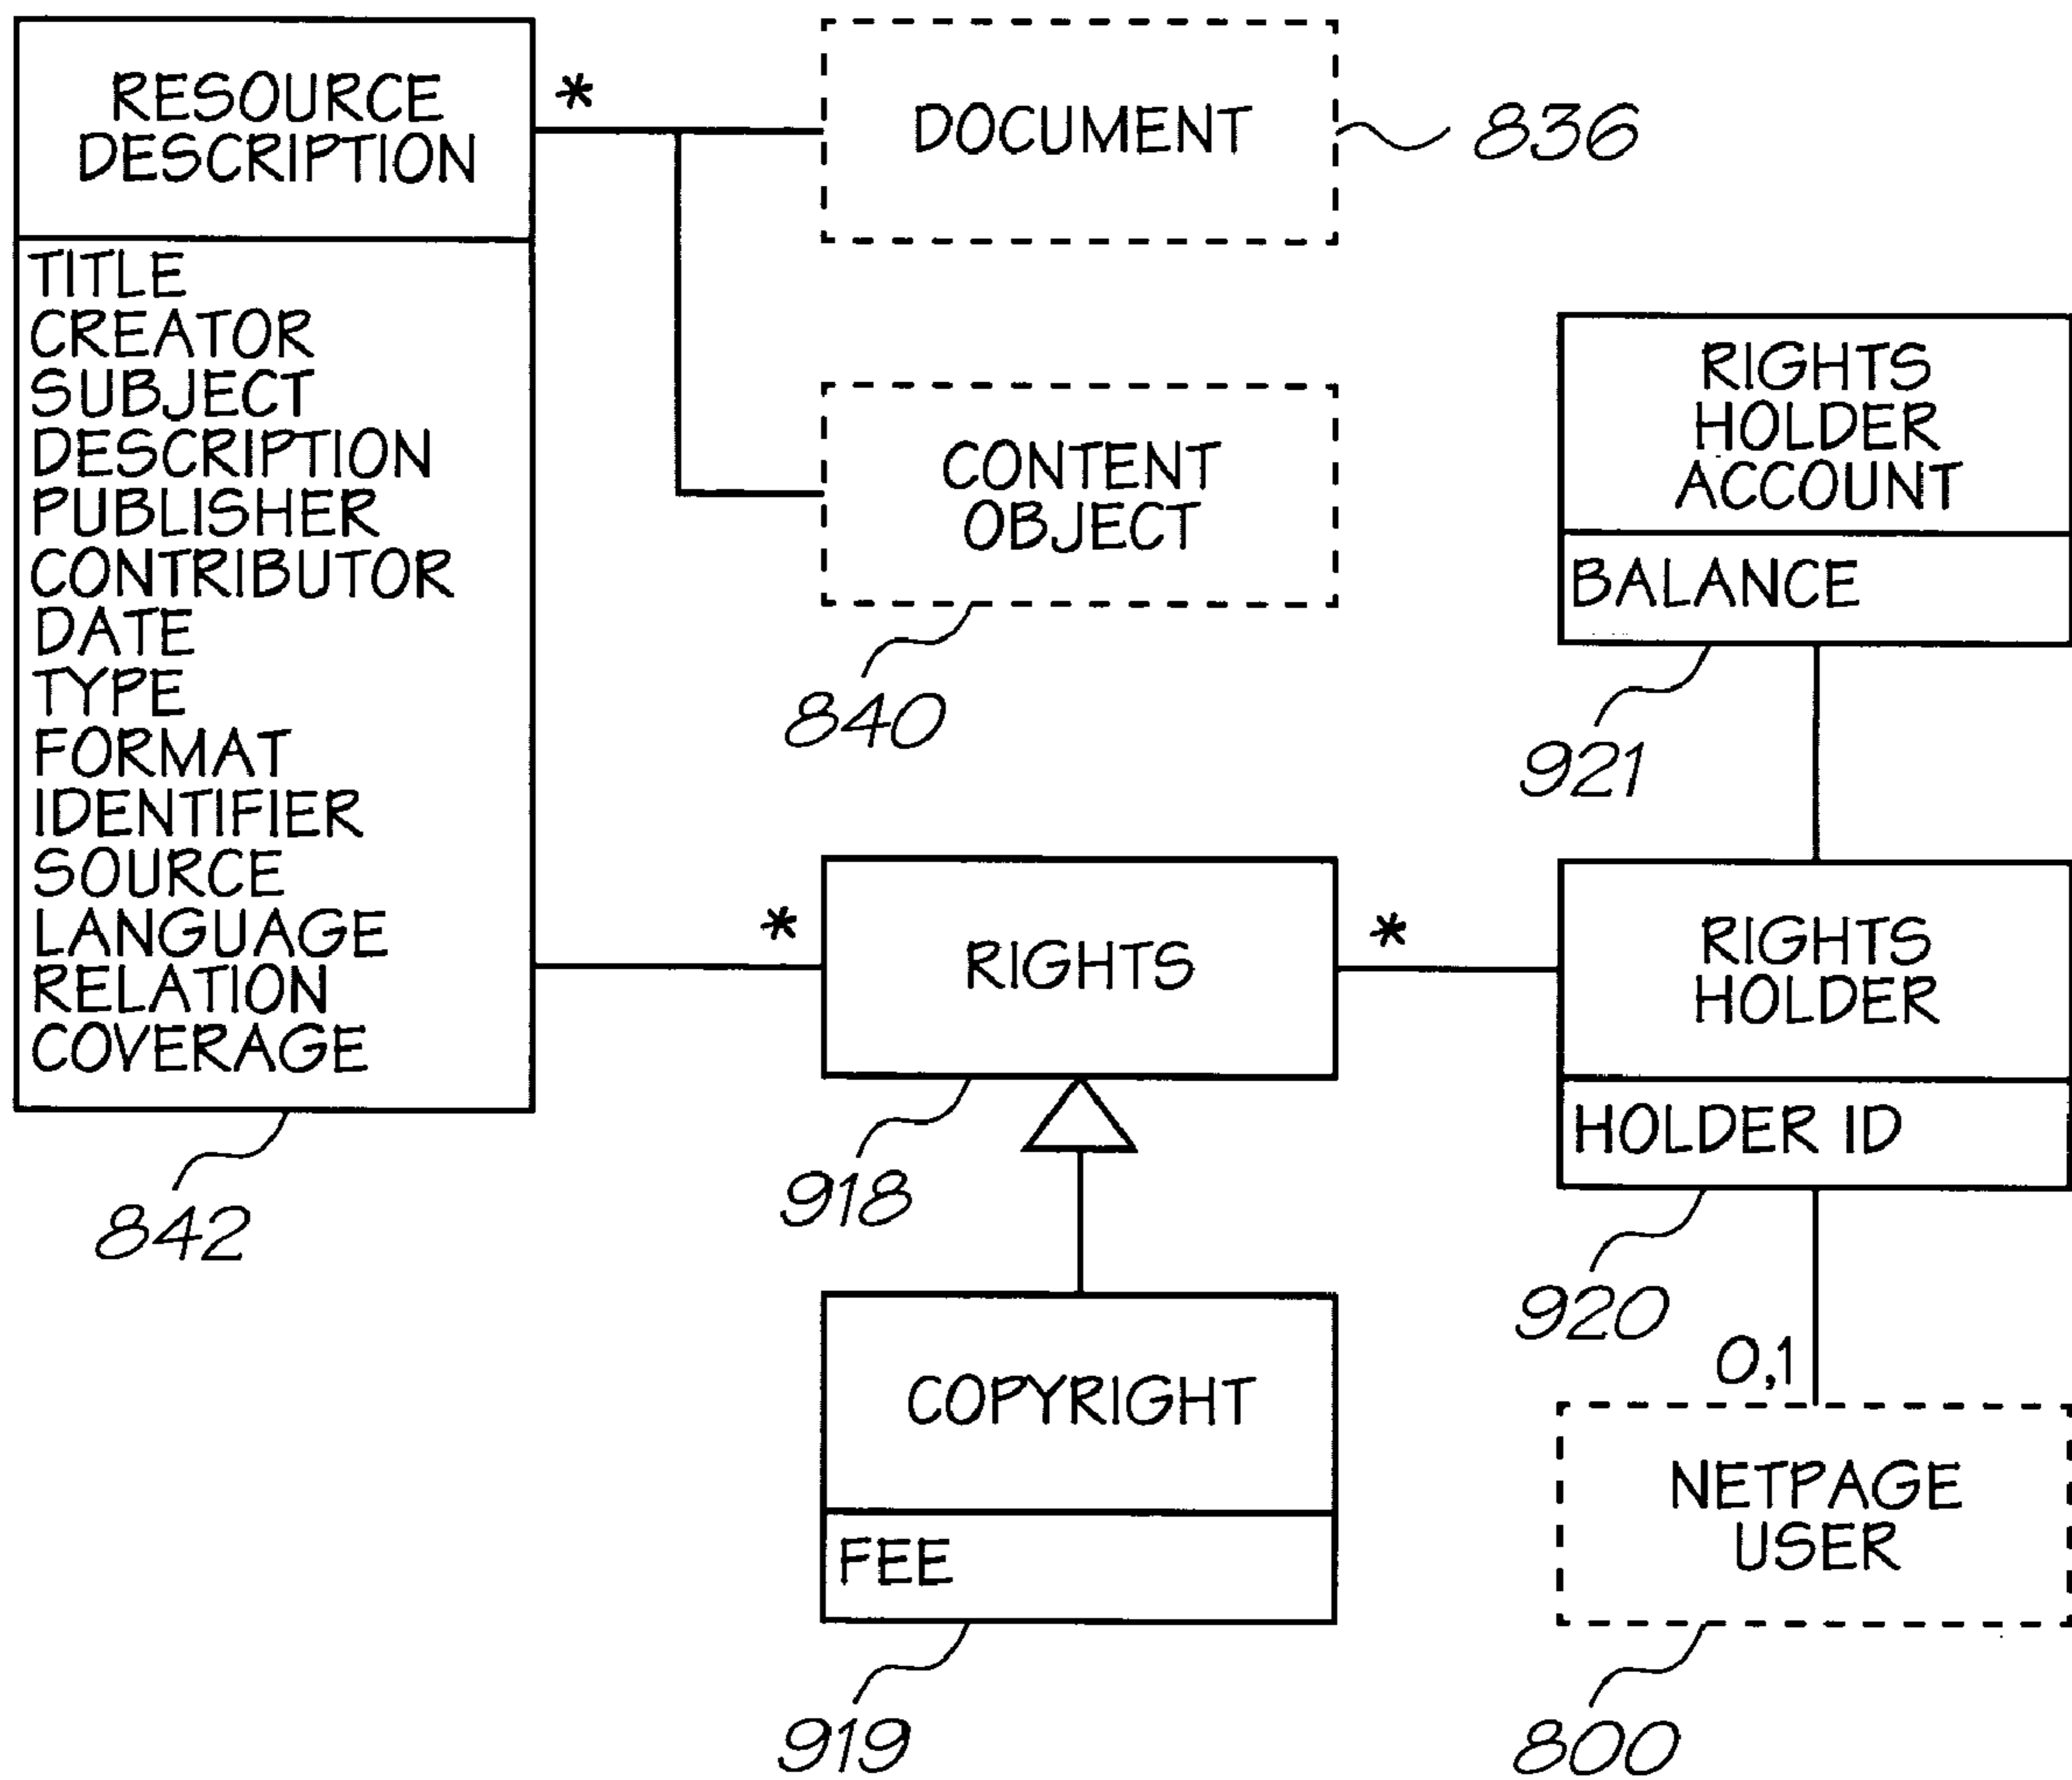 RESOURCE
DESCRIPTION
TITLE
CREATOR
SUBJECT
DESCRIPTION
PUBLISHER
CONTRIBUTOR
DATE
TYPE
FORMAT
IDENTIFIER
SOURCE
LANGUAGE
RELATION
COVERAGE
842
*
DOCUMENT
836
CONTENT
OBJECT
840
RIGHTS
HOLDER
ACCOUNT
BALANCE
921
*
RIGHTS
918
*
RIGHTS
HOLDER
HOLDER ID
920
COPYRIGHT
FEE
919
0,1
NETPAGE
USER
800